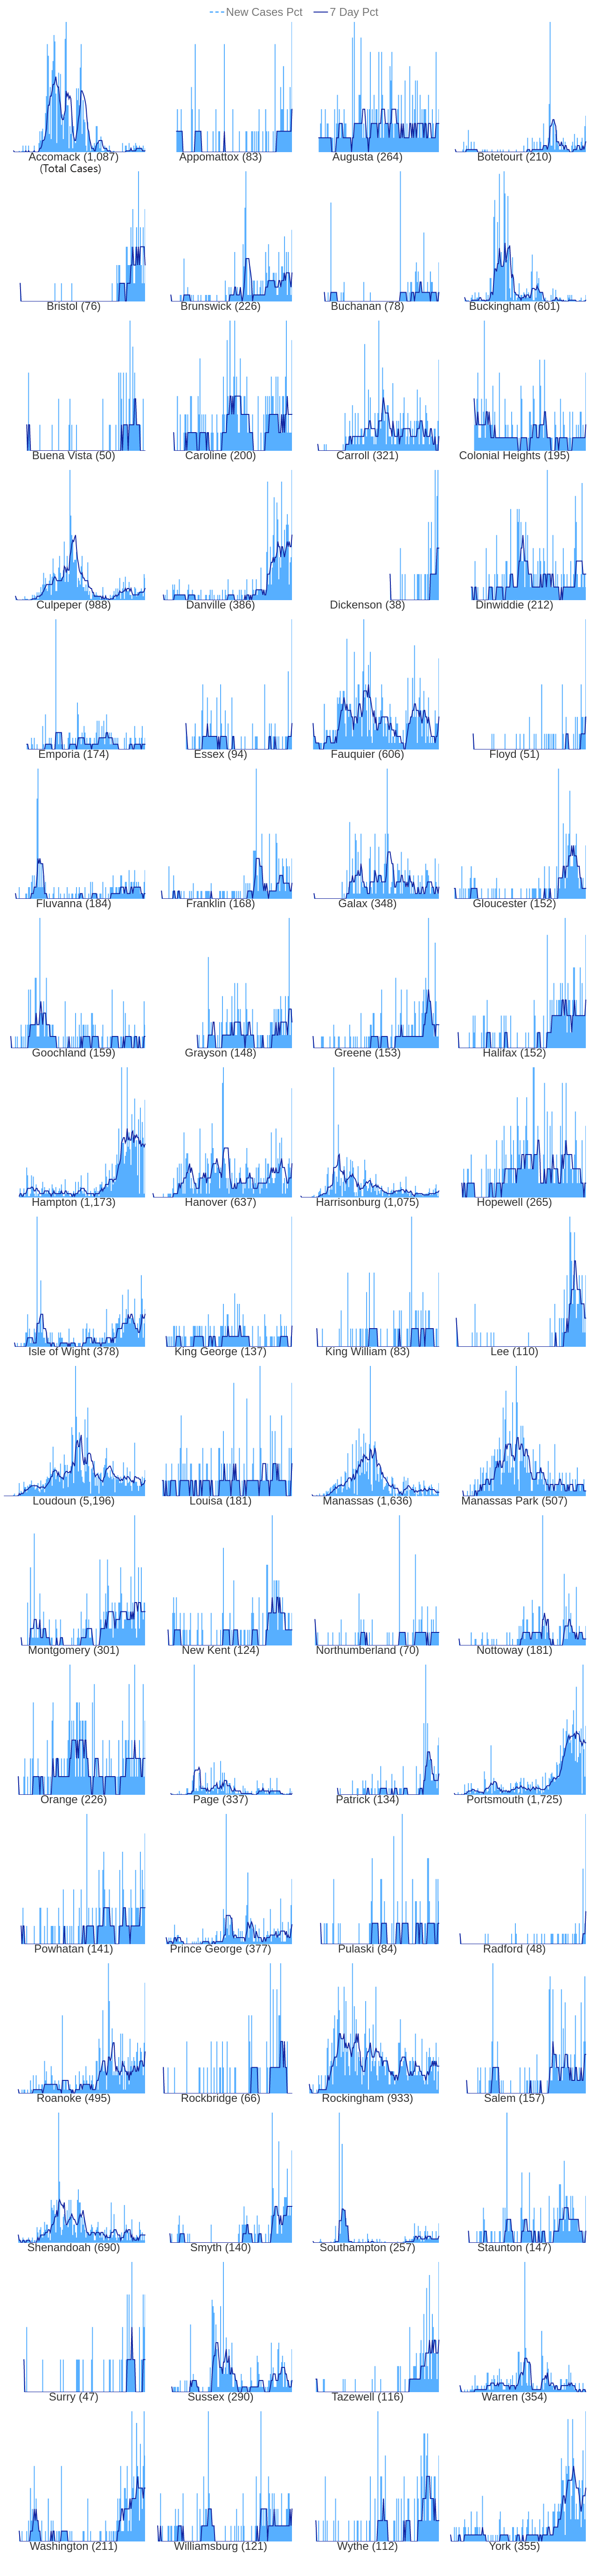 New Cases Pct 7 Day Pct
Accomack (1,087) Appomattox (83) Augusta (264) Botetourt (210)
(Total Cases)
Bristol (76) Brunswick (226) Buchanan (78) Buckingham (601)
Buena Vista (50) Caroline (200) Carroll (321) Colonial Heights (195)
Culpeper (988) Danville (386) Dickenson (38) Dinwiddie (212)
Emporia (174) Essex (94) Fauquier (606) Floyd (51)
Fluvanna (184) Franklin (168) Galax (348) Gloucester (152)
Goochland (159) Grayson (148) Greene (153) Halifax (152)
Hampton (1,173) Hanover (637) Harrisonburg (1,075) Hopewell (265)
Isle of Wight (378) King George (137) King William (83) Lee (110)
Loudoun (5,196) Louisa (181) Manassas (1,636) Manassas Park (507)
Montgomery (301) New Kent (124) Northumberland (70) Nottoway (181)
Orange (226) Page (337) Patrick (134) Portsmouth (1,725)
Powhatan (141) Prince George (377) Pulaski (84) Radford (48)
Roanoke (495) Rockbridge (66) Rockingham (933) Salem (157)
Shenandoah (690) Smyth (140) Southampton (257) Staunton (147)
Surry (47) Sussex (290) Tazewell (116) Warren (354)
Washington (211) Williamsburg (121) Wythe (112) York (355)